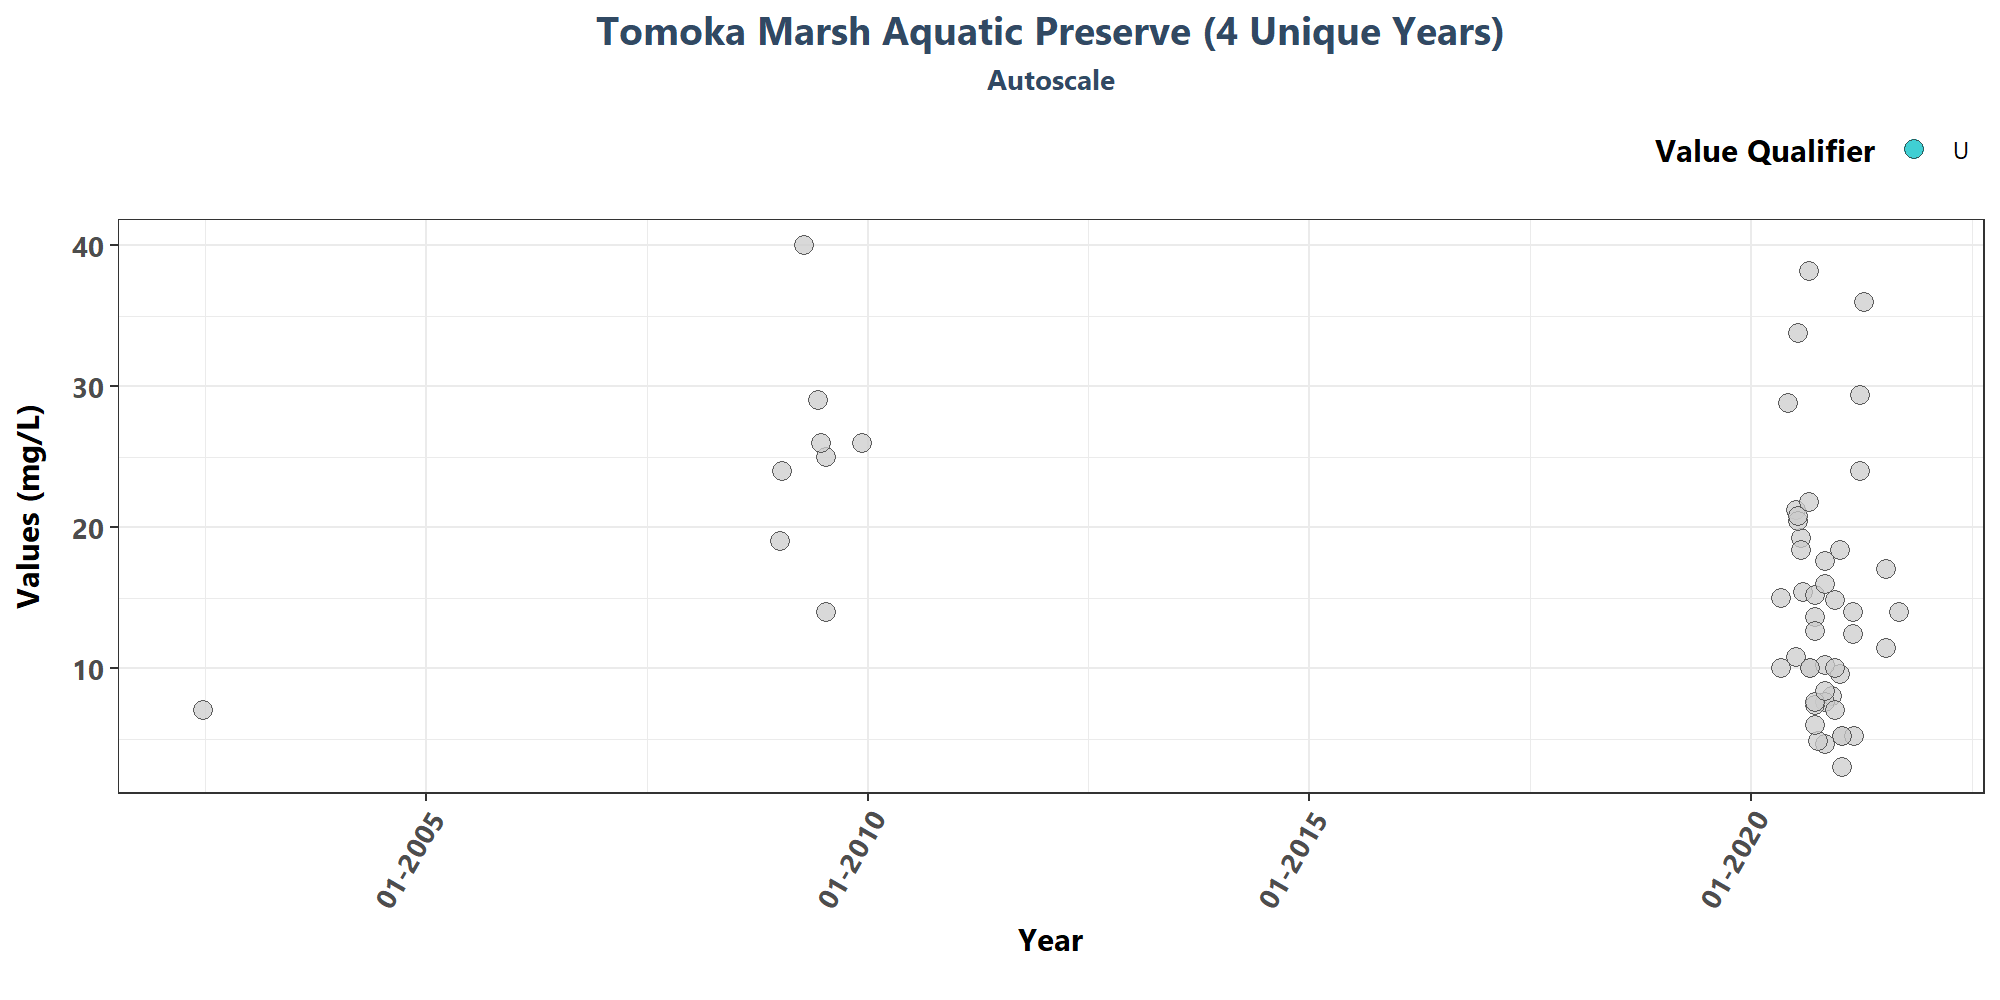 Tomoka Marsh Aquatic Preserve (4 Unique Years)
Autoscale
Value Qualifier U
Values (mg/L)
40
30
20
10
01-2005
01-2010
01-2015
01-2020
Year